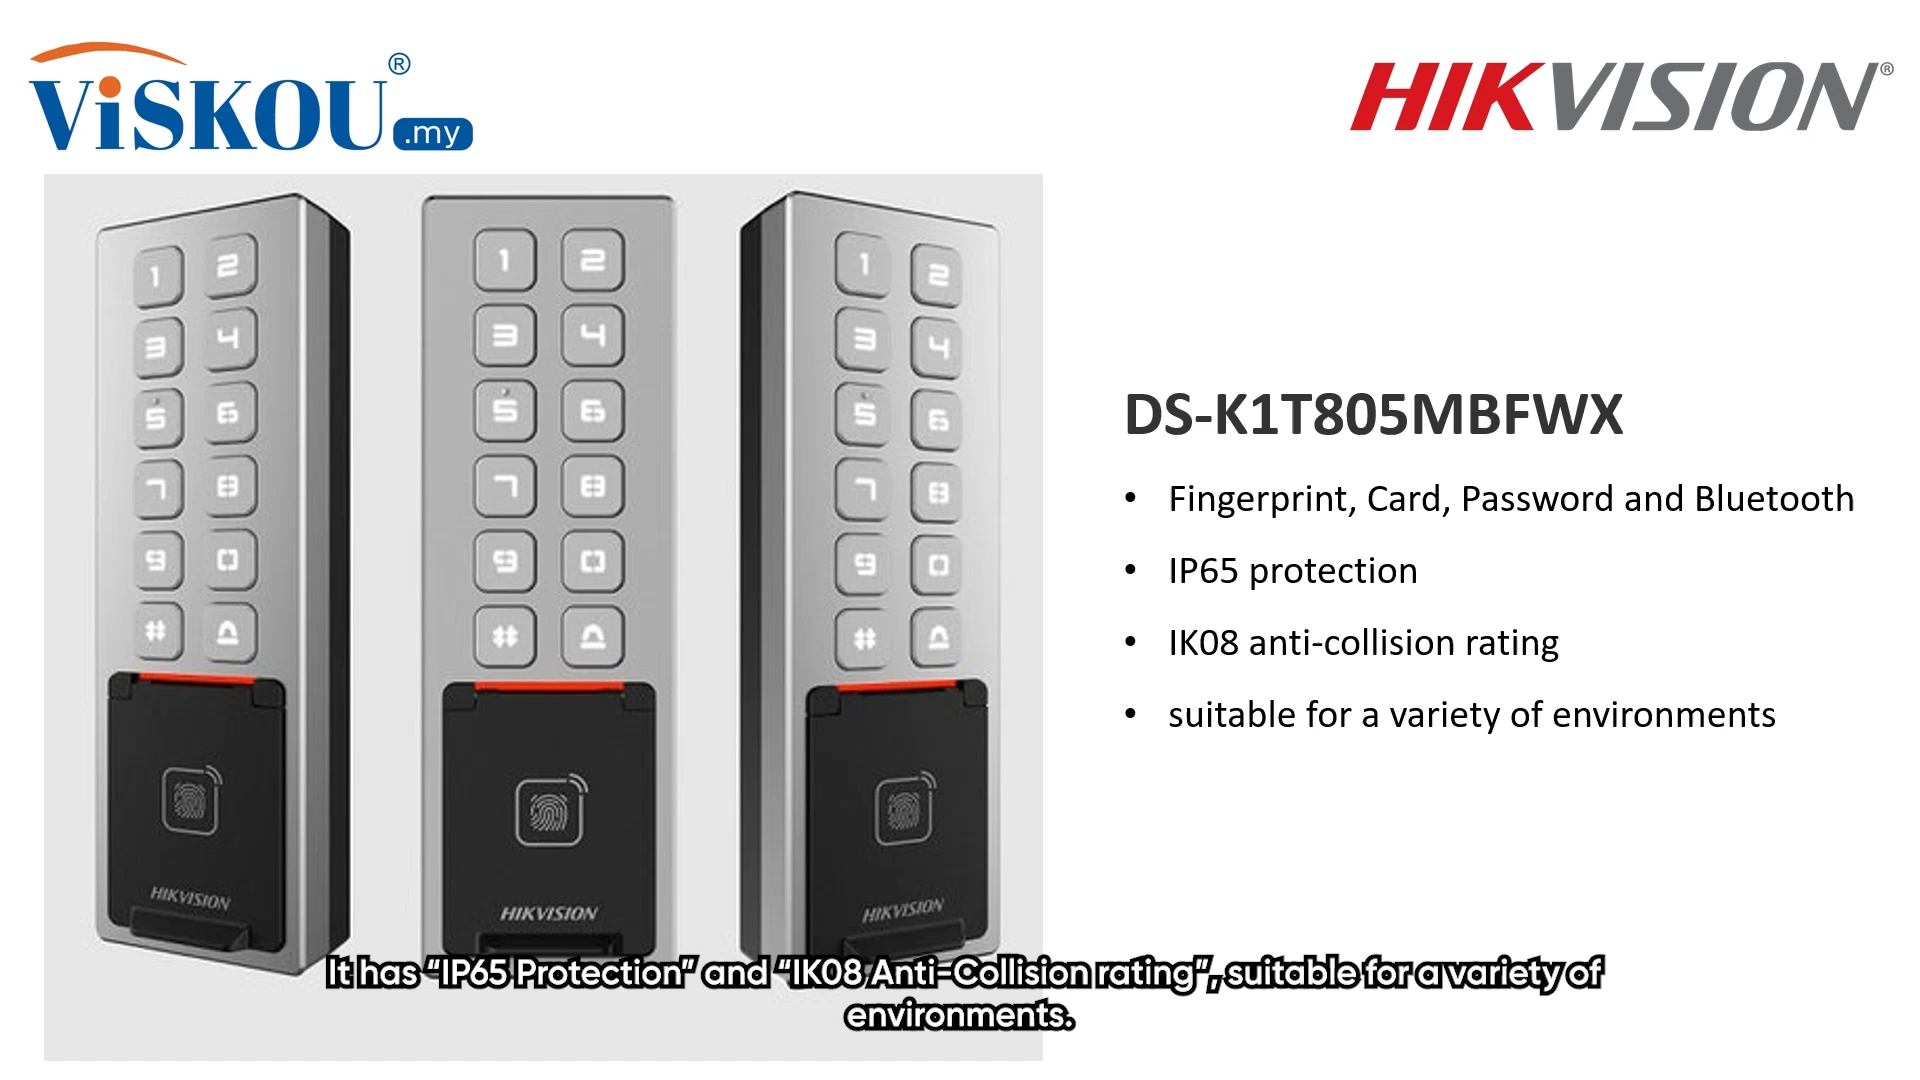 ViSKOU®.my
HIKVISION®
1 2
3 4
5 6
7 8
9 0
#
HIKVISION
1 2
3 4
5 6
7 8
9 0
#
HIKVISION
1 2
3 4
5 6
7 8
9 0
#
HIKVISION
DS-K1T805MBFWX
• Fingerprint, Card, Password and Bluetooth
• IP65 protection
• IK08 anti-collision rating
• suitable for a variety of environments
It has “IP65 Protection” and “IK08 Anti-Collision rating”, suitable for a variety of
environments.